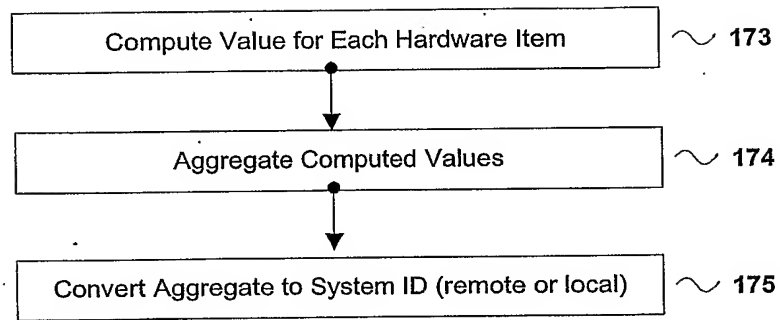 Compute Value for Each Hardware Item 173
Aggregate Computed Values 174
Convert Aggregate to System ID (remote or local) 175